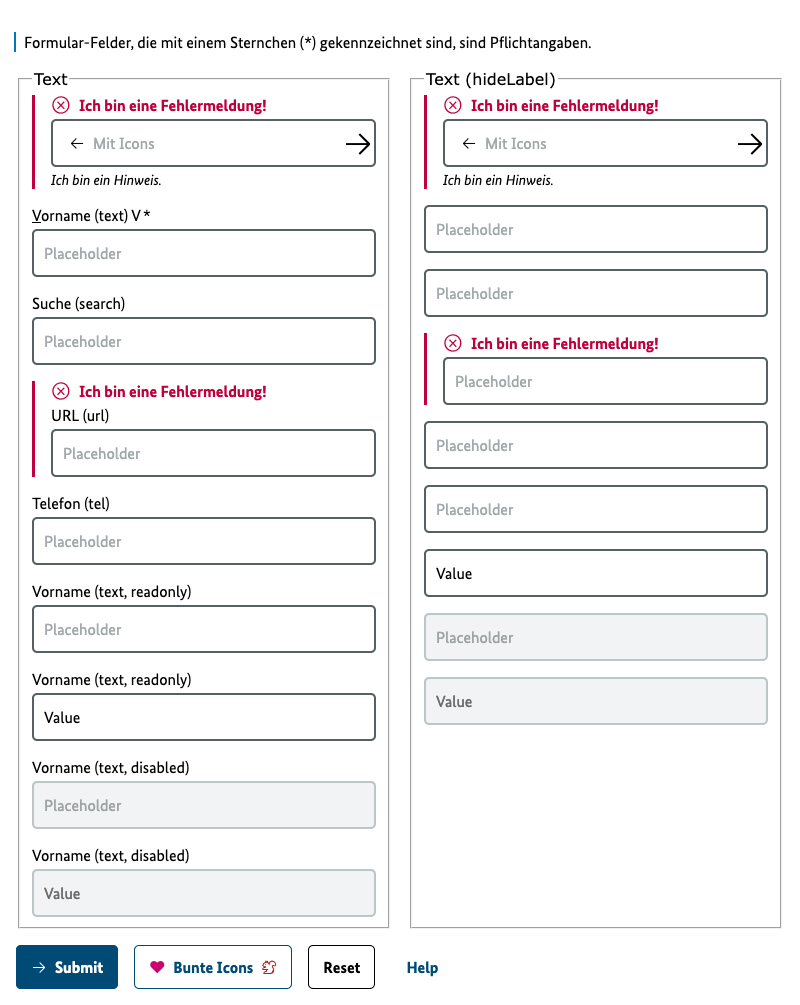 Formular-Felder, die mit einem Sternchen (*) gekennzeichnet sind, sind Pflichtangaben.
Text
Ich bin eine Fehlermeldung!
Mit Icons
Ich bin ein Hinweis.
Vorname (text) V *
Placeholder
Suche (search)
Placeholder
Ich bin eine Fehlermeldung!
URL (url)
Placeholder
Telefon (tel)
Placeholder
Vorname (text, readonly)
Placeholder
Vorname (text, readonly)
Value
Vorname (text, disabled)
Placeholder
Vorname (text, disabled)
Value
Text (hideLabel)
Ich bin eine Fehlermeldung!
Mit Icons
Ich bin ein Hinweis.
Placeholder
Placeholder
Ich bin eine Fehlermeldung!
Placeholder
Placeholder
Placeholder
Value
Placeholder
Value
Submit Bunte Icons Reset Help